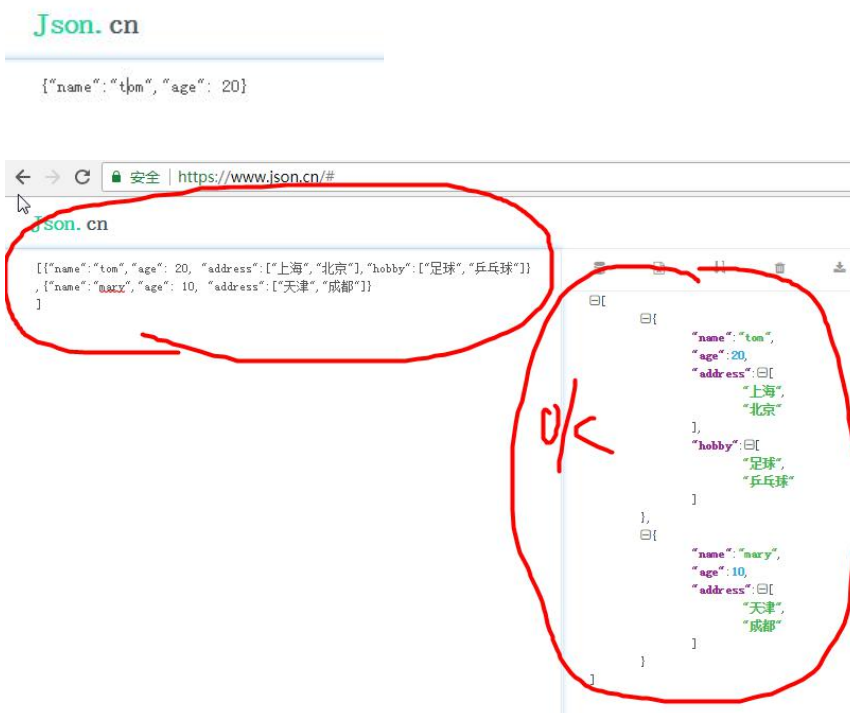 Json. cn
{"name":"tom","age": 20}
安全 | https://www.json.cn/#
Json. cn
[{"name":"tom","age": 20, "address":["上海","北京"],"hobby":["足球","乒乓球"]}
,{"name":"mary","age": 10, "address":["天津","成都"]}
]
OK
[
{
"name":"tom",
"age":20,
"address":[
"上海",
"北京"
],
"hobby":[
"足球",
"乒乓球"
]
},
{
"name":"mary",
"age":10,
"address":[
"天津",
"成都"
]
}
]